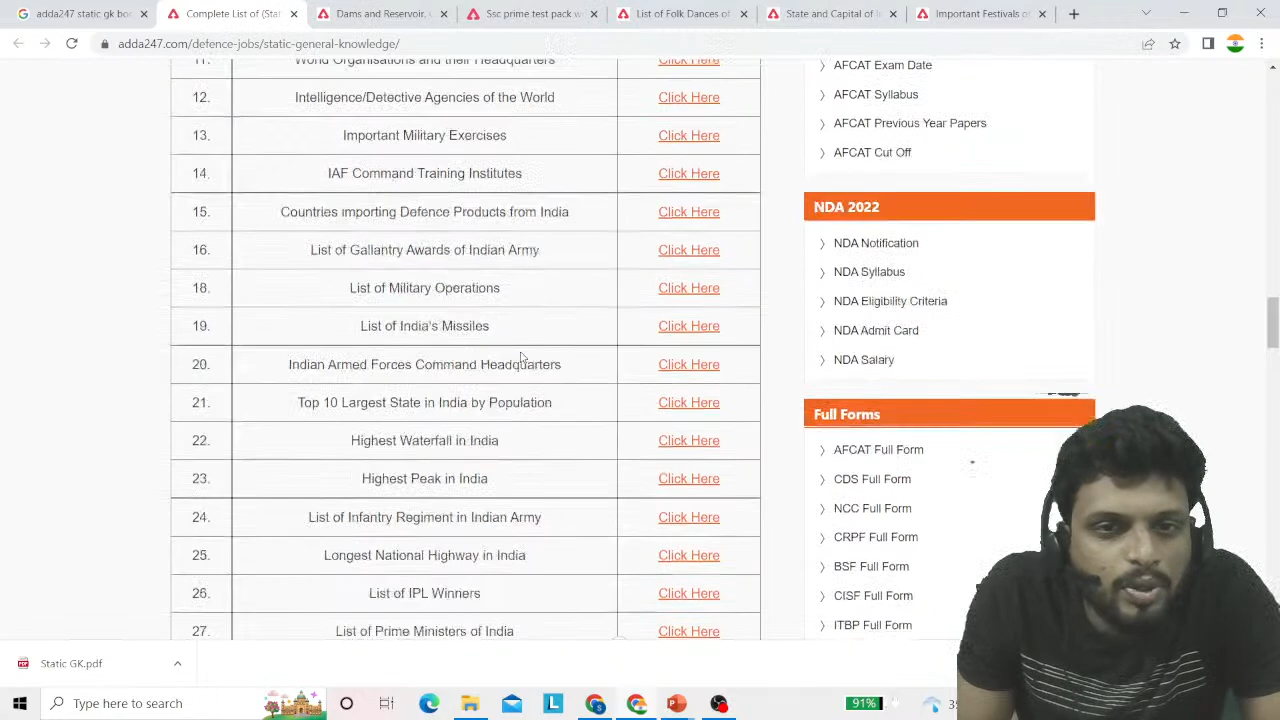 adda247 static gk boo
Complete List of (Stat
Dams and Reservoir, C
Ssc prime test pack w
List of Folk Dances of
State and Capital of I
Important Festivals o
adda247.com/defence-jobs/static-general-knowledge/
11. World Organisations and their Headquarters Click Here
12. Intelligence/Detective Agencies of the World Click Here
13. Important Military Exercises Click Here
14. IAF Command Training Institutes Click Here
15. Countries importing Defence Products from India Click Here
16. List of Gallantry Awards of Indian Army Click Here
18. List of Military Operations Click Here
19. List of India's Missiles Click Here
20. Indian Armed Forces Command Headquarters Click Here
21. Top 10 Largest State in India by Population Click Here
22. Highest Waterfall in India Click Here
23. Highest Peak in India Click Here
24. List of Infantry Regiment in Indian Army Click Here
25. Longest National Highway in India Click Here
26. List of IPL Winners Click Here
27. List of Prime Ministers of India Click Here
AFCAT Exam Date
AFCAT Syllabus
AFCAT Previous Year Papers
AFCAT Cut Off
NDA 2022
NDA Notification
NDA Syllabus
NDA Eligibility Criteria
NDA Admit Card
NDA Salary
Full Forms
AFCAT Full Form
CDS Full Form
NCC Full Form
CRPF Full Form
BSF Full Form
CISF Full Form
ITBP Full Form
Static GK.pdf
Type here to search
91%